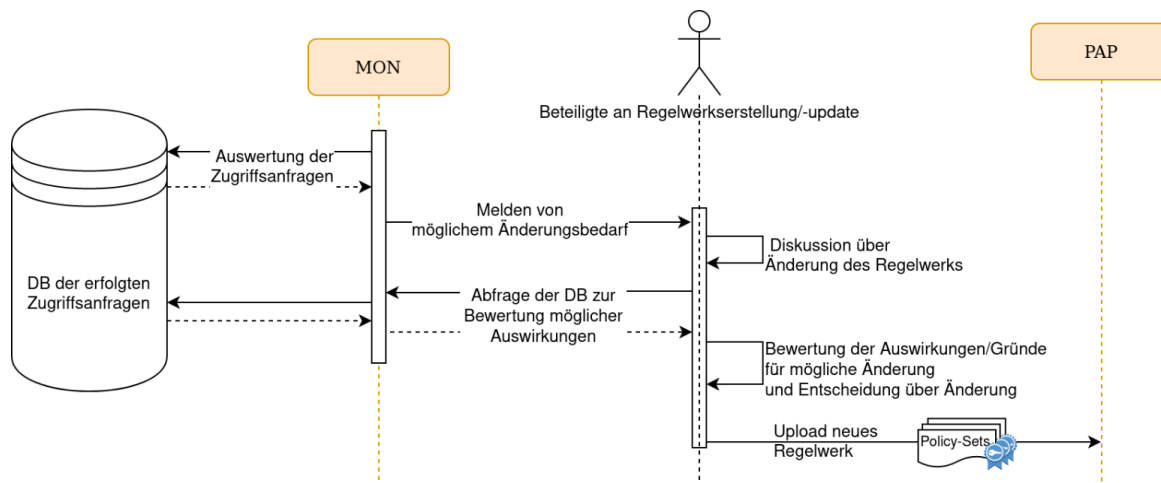 MON
PAP
Beteiligte an Regelwerkserstellung/-update
Auswertung der
Zugriffsanfragen
Melden von
möglichem Änderungsbedarf
Diskussion über
Änderung des Regelwerks
DB der erfolgten
Zugriffsanfragen
Abfrage der DB zur
Bewertung möglicher
Auswirkungen
Bewertung der Auswirkungen/Gründe
für mögliche Änderung
und Entscheidung über Änderung
Upload neues
Regelwerk
Policy-Sets